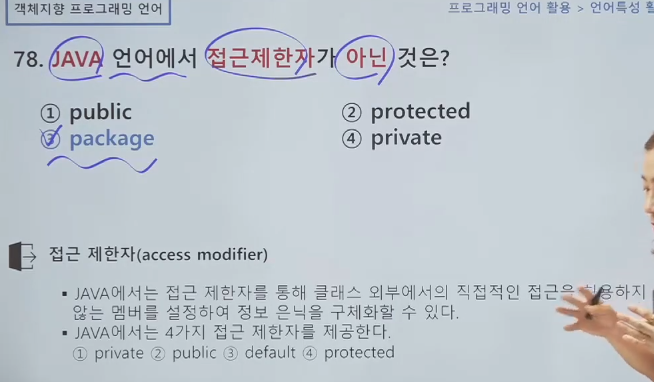 객체지향 프로그래밍 언어
프로그래밍 언어 활용 > 언어특성 활
78. JAVA 언어에서 접근제한자가 아닌 것은?
① public
② protected
③ package
④ private
접근 제한자(access modifier)
▪ JAVA에서는 접근 제한자를 통해 클래스 외부에서의 직접적인 접근을 허용하지
않는 멤버를 설정하여 정보 은닉을 구체화할 수 있다.
▪ JAVA에서는 4가지 접근 제한자를 제공한다.
① private ② public ③ default ④ protected